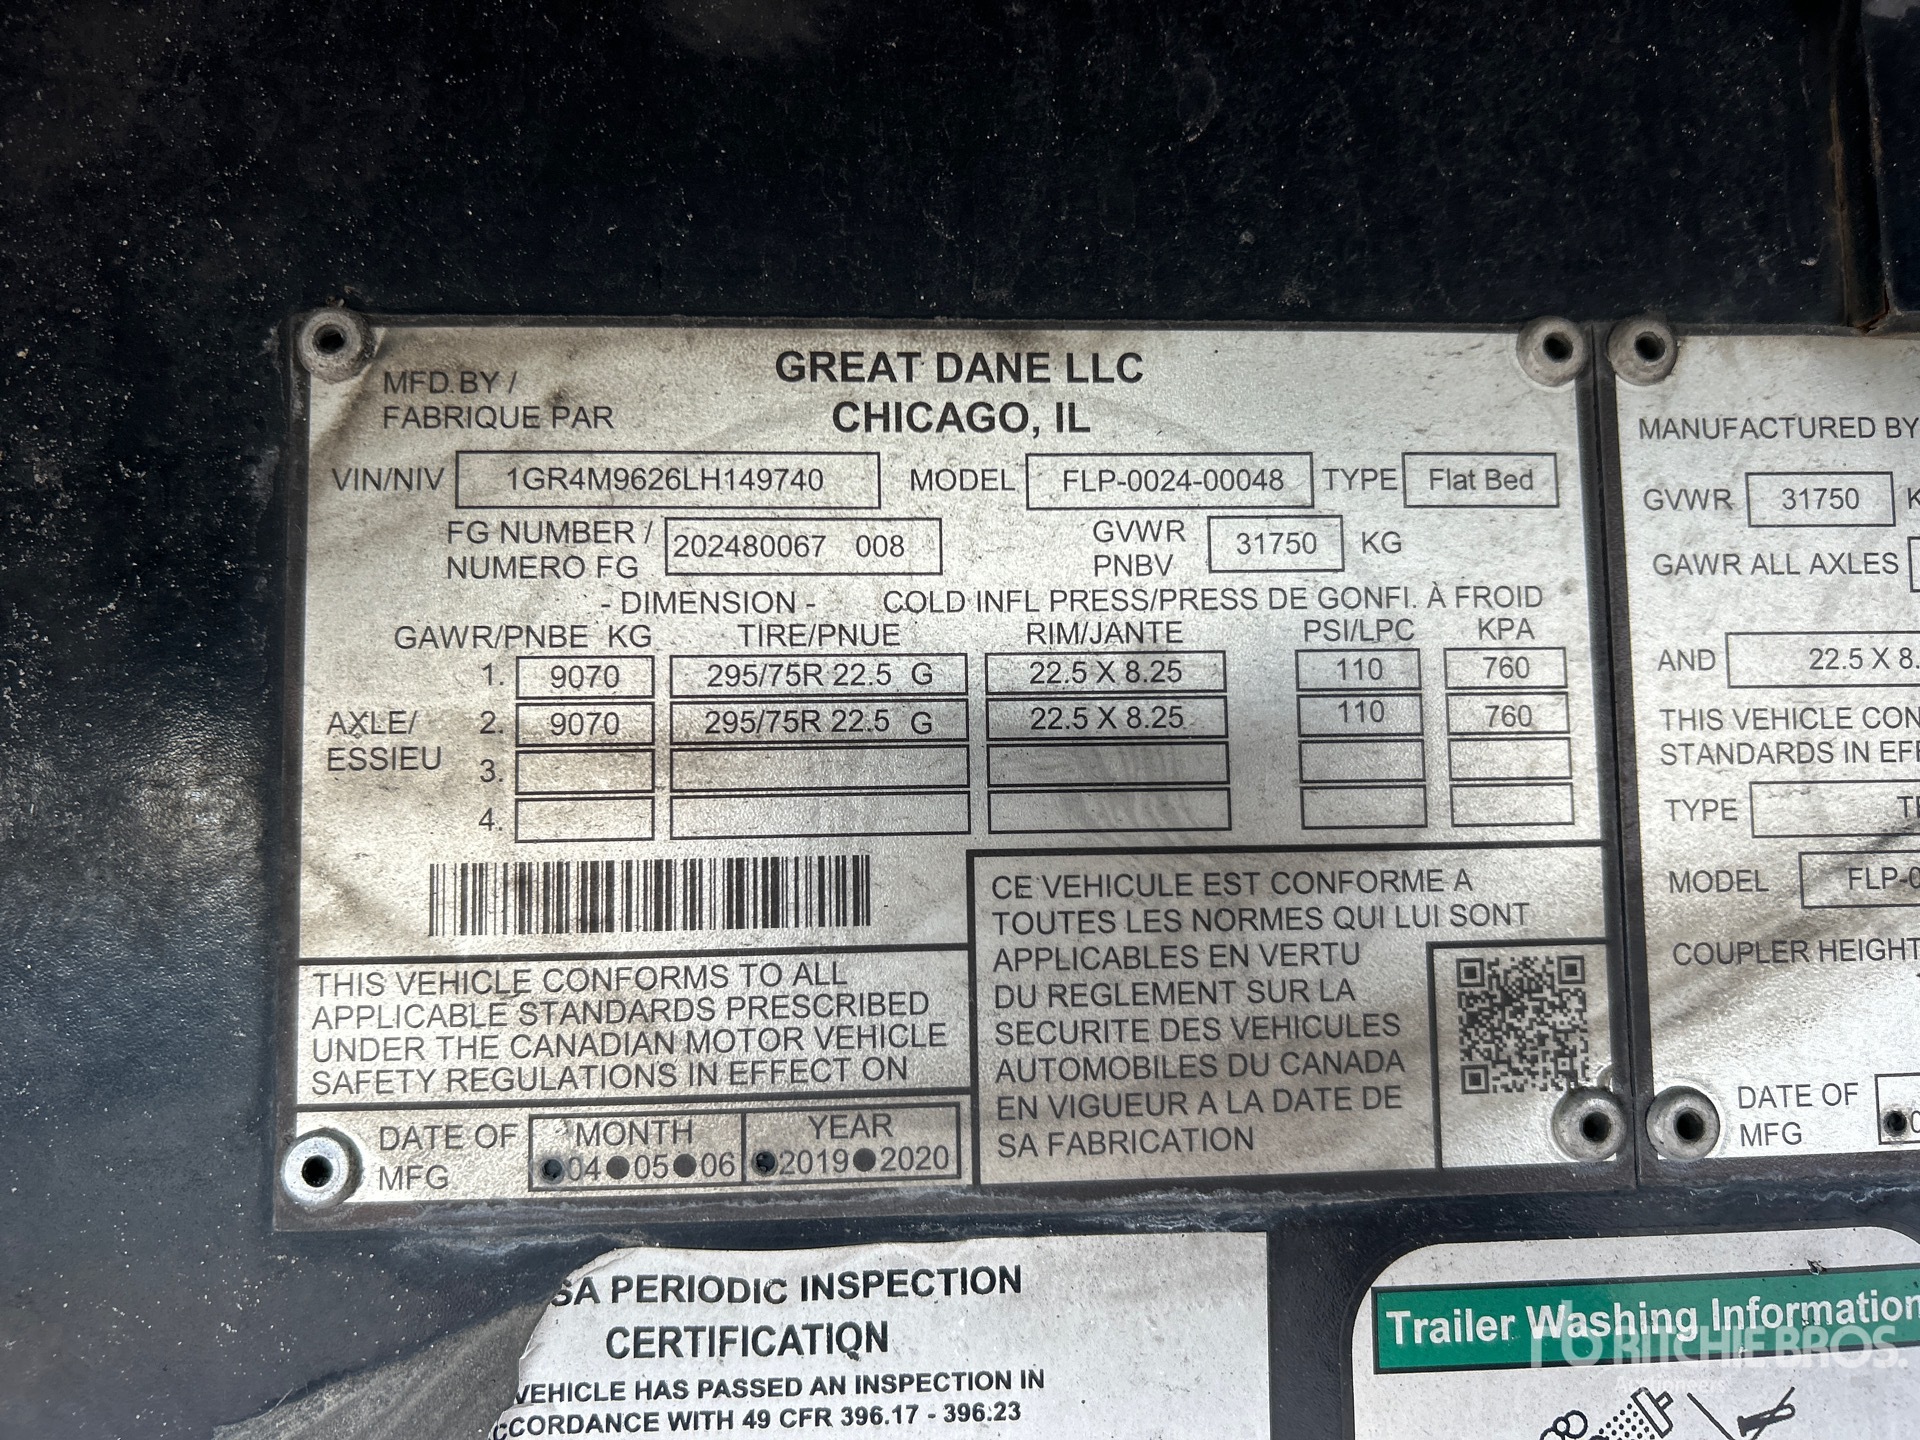 GREAT DANE LLC
CHICAGO, IL
MFD.BY /
FABRIQUE PAR
VIN/NIV 1GR4M9626LH149740 MODEL FLP-0024-00048 TYPE Flat Bed
FG NUMBER /
NUMERO FG 202480067 008
GVWR
PNBV 31750 KG
- DIMENSION - COLD INFL PRESS/PRESS DE GONFI. À FROID
GAWR/PNBE KG TIRE/PNUE RIM/JANTE PSI/LPC KPA
AXLE/
ESSIEU
1. 9070 295/75R 22.5 G 22.5 X 8.25 110 760
2. 9070 295/75R 22.5 G 22.5 X 8.25 110 760
3.
4.
THIS VEHICLE CONFORMS TO ALL
APPLICABLE STANDARDS PRESCRIBED
UNDER THE CANADIAN MOTOR VEHICLE
SAFETY REGULATIONS IN EFFECT ON
DATE OF
MFG
MONTH YEAR
04 05 06 2019 2020
CE VEHICULE EST CONFORME A
TOUTES LES NORMES QUI LUI SONT
APPLICABLES EN VERTU
DU REGLEMENT SUR LA
SECURITE DES VEHICULES
AUTOMOBILES DU CANADA
EN VIGUEUR A LA DATE DE
SA FABRICATION
MANUFACTURED BY
GVWR 31750 K
GAWR ALL AXLES
AND 22.5 X 8.
THIS VEHICLE CON
STANDARDS IN EFF
TYPE
MODEL FLP-0
COUPLER HEIGHT
DATE OF
MFG
SA PERIODIC INSPECTION
CERTIFICATION
VEHICLE HAS PASSED AN INSPECTION IN
CCORDANCE WITH 49 CFR 396.17 - 396.23
Trailer Washing Information
RITCHIE BROS.
Auctioneers